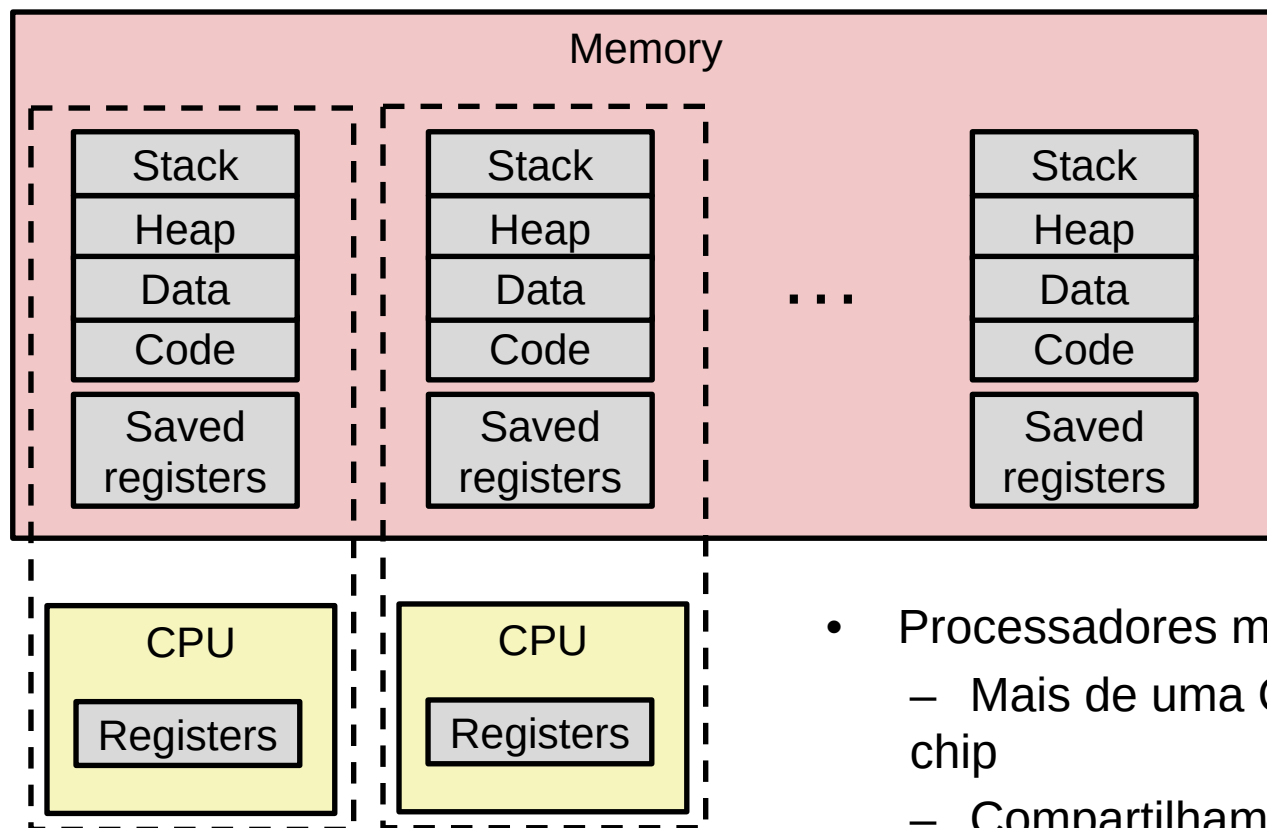 Memory
Stack
Heap
Data
Code
Saved
registers
Stack
Heap
Data
Code
Saved
registers
...
Stack
Heap
Data
Code
Saved
registers
CPU
Registers
CPU
Registers
• Processadores
– Mais de uma
chip
– Compartilham